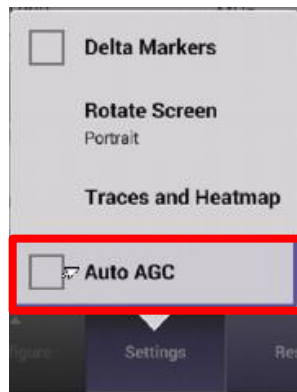 Delta Markers
Rotate Screen
Portrait
Traces and Heatmap
Auto AGC
Settings